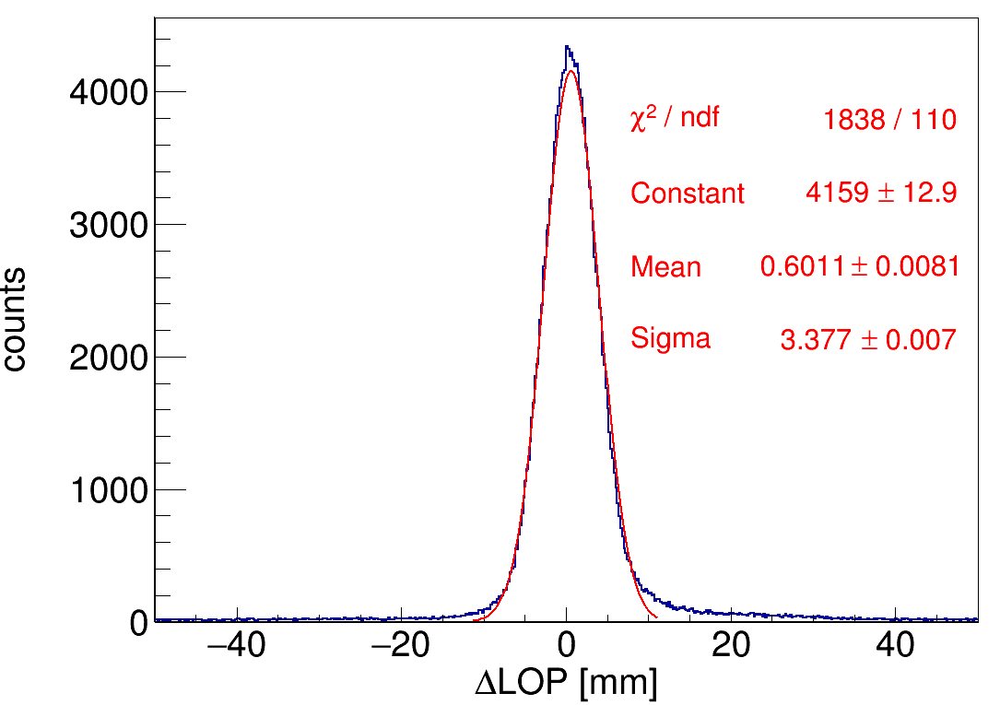 4000
3000
2000
1000
0
counts
χ² / ndf 1838 / 110
Constant 4159 ± 12.9
Mean 0.6011 ± 0.0081
Sigma 3.377 ± 0.007
−40 −20 0 20 40
ΔLOP [mm]